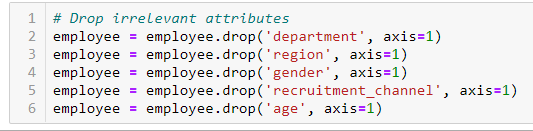 1 # Drop irrelevant attributes
2 employee = employee.drop('department', axis=1)
3 employee = employee.drop('region', axis=1)
4 employee = employee.drop('gender', axis=1)
5 employee = employee.drop('recruitment_channel', axis=1)
6 employee = employee.drop('age', axis=1)